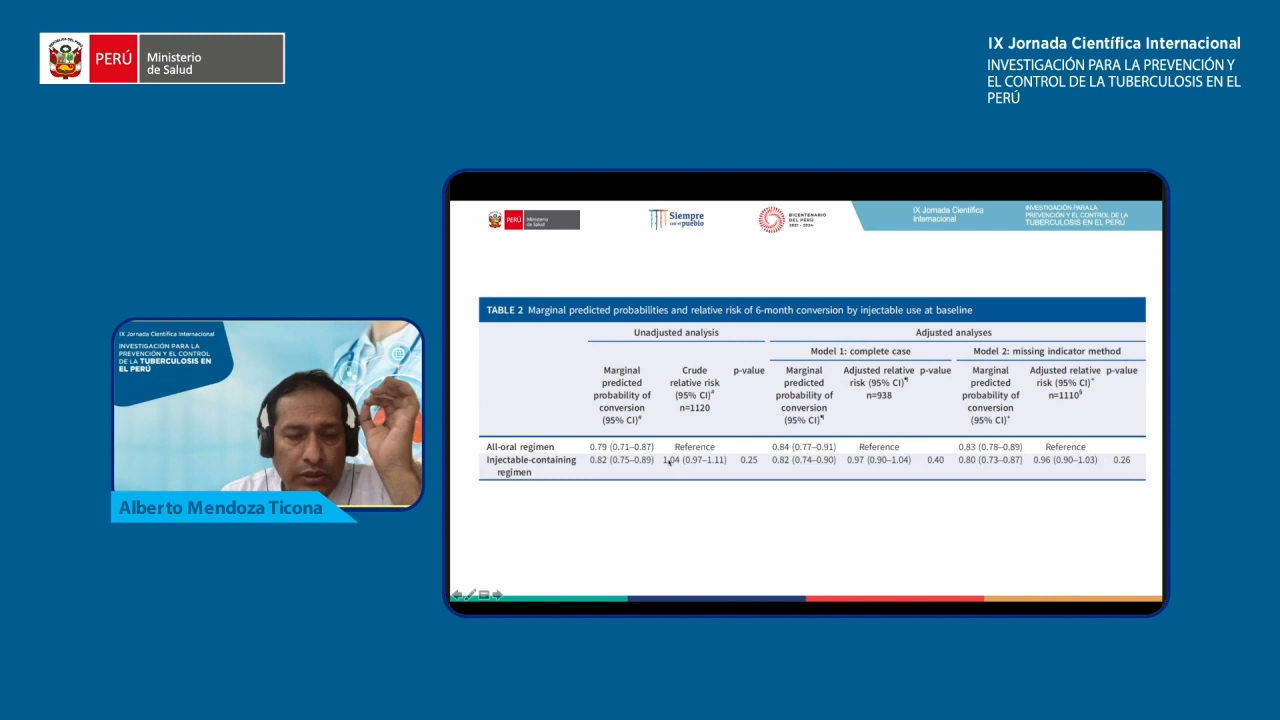 PERÚ
Ministerio
de Salud
IX Jornada Científica Internacional
INVESTIGACIÓN PARA LA PREVENCIÓN Y
EL CONTROL DE LA TUBERCULOSIS EN EL
PERÚ
IX Jornada Científica Internacional
INVESTIGACIÓN PARA LA
PREVENCIÓN Y EL CONTROL
DE LA TUBERCULOSIS EN
EL PERÚ
Alberto Mendoza Ticona
PERÚ
Ministerio
de Salud
Siempre
con el pueblo
BICENTENARIO
DEL PERÚ
2021 - 2024
IX Jornada Científica
Internacional
INVESTIGACIÓN PARA LA
PREVENCIÓN Y EL CONTROL DE LA
TUBERCULOSIS EN EL PERÚ
TABLE 2 Marginal predicted probabilities and relative risk of 6-month conversion by injectable use at baseline
Unadjusted analysis Adjusted analyses
Model 1: complete case Model 2: missing indicator method
Marginal predicted probability of conversion (95% CI)# Crude relative risk (95% CI)# n=1120 p-value Marginal predicted probability of conversion (95% CI)¶ Adjusted relative risk (95% CI)¶ n=938 p-value Marginal predicted probability of conversion (95% CI)+ Adjusted relative risk (95% CI)+ n=1110§ p-value
All-oral regimen 0.79 (0.71–0.87) Reference 0.84 (0.77–0.91) Reference 0.83 (0.78–0.89) Reference
Injectable-containing 0.82 (0.75–0.89) 1.04 (0.97–1.11) 0.25 0.82 (0.74–0.90) 0.97 (0.90–1.04) 0.40 0.80 (0.73–0.87) 0.96 (0.90–1.03) 0.26
regimen